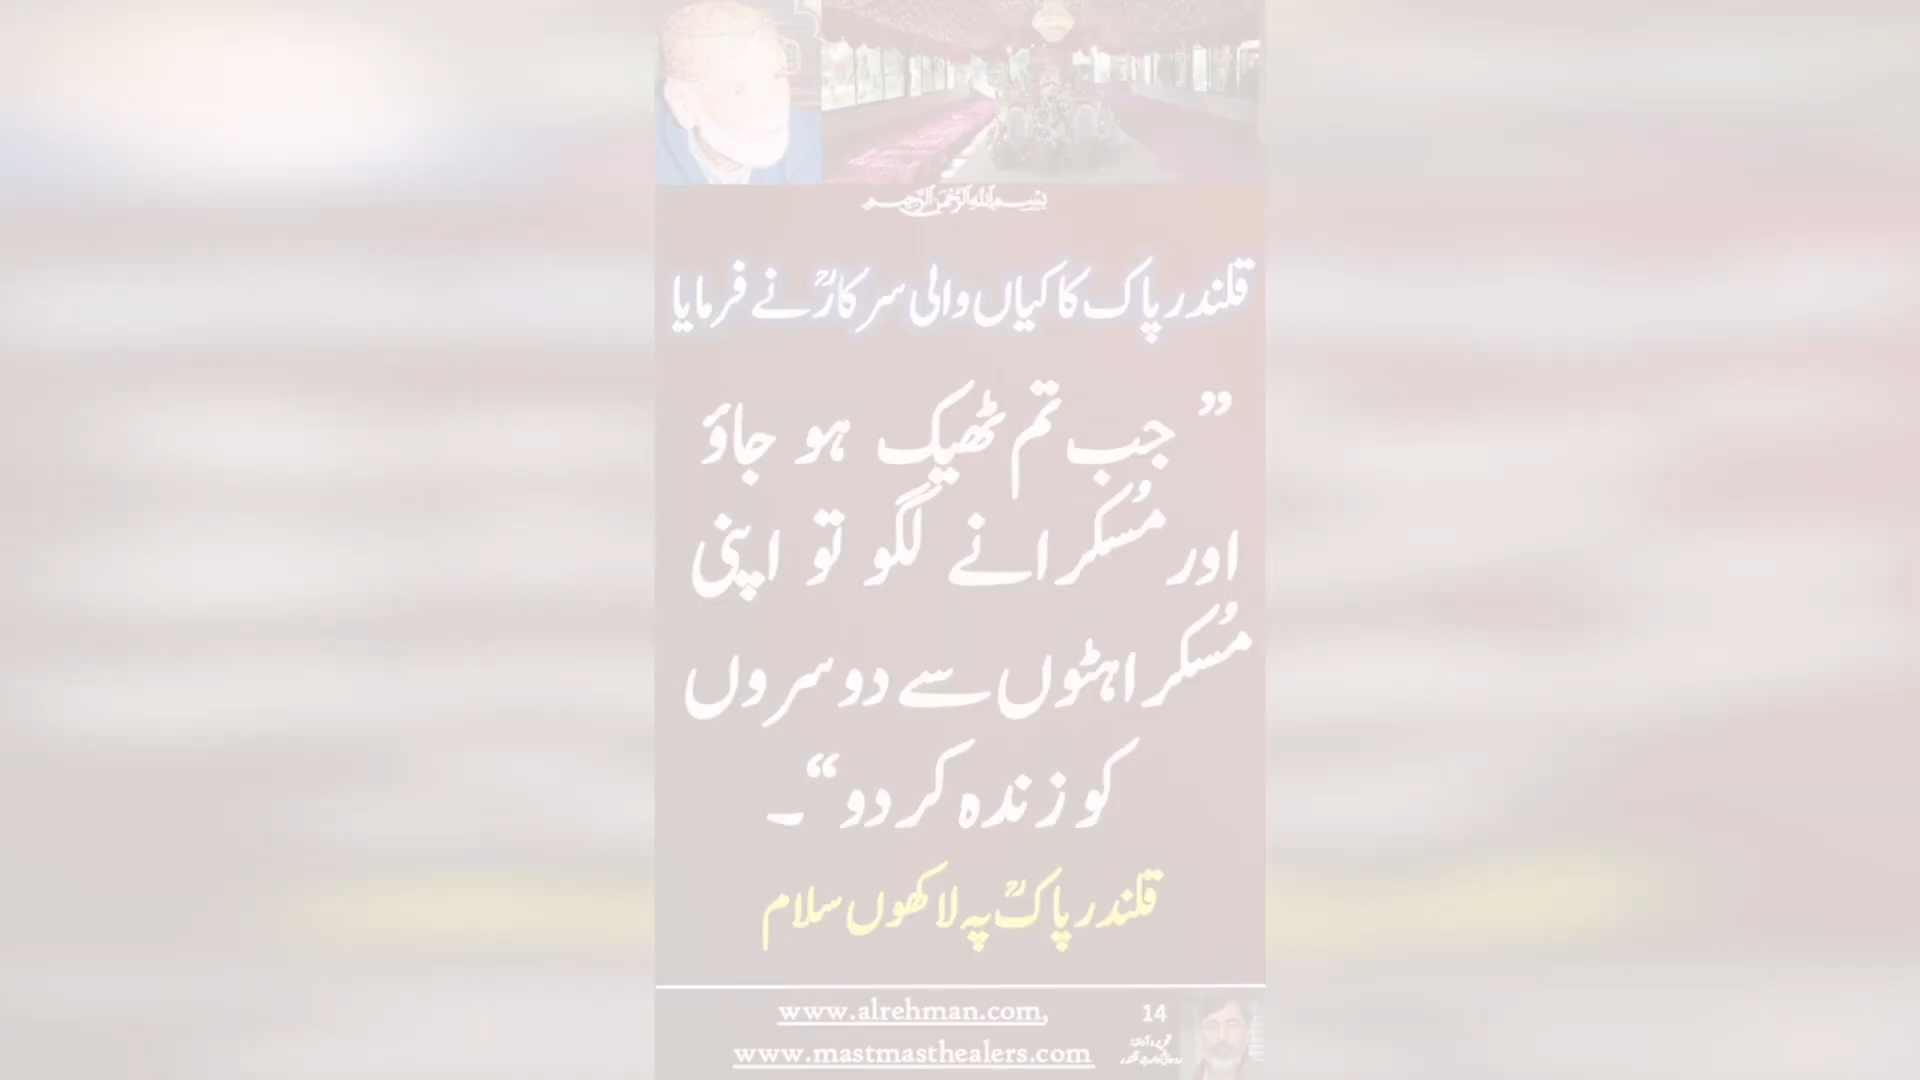 بسم اللہ الرحمن الرحیم
قلندر پاک کاکیاں والی سرکارؒ نے فرمایا
”جب تم ٹھیک ہو جاؤ
اور مُسکرانے لگو تو اپنی
مُسکراہٹوں سے دوسروں
کو زندہ کر دو“۔
قلندر پاکؒ پہ لاکھوں سلام
www.alrehman.com,
14
www.mastmasthealers.com